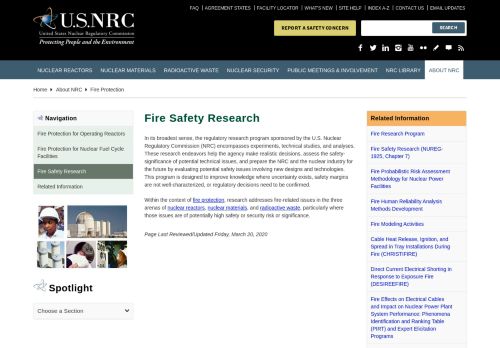 FAQ | AGREEMENT STATES | FACILITY LOCATOR | WHAT'S NEW | SITE HELP | INDEX A-Z | CONTACT US | EMAIL UPDATES
U.S.NRC
United States Nuclear Regulatory Commission
Protecting People and the Environment
REPORT A SAFETY CONCERN
SEARCH
NUCLEAR REACTORS
NUCLEAR MATERIALS
RADIOACTIVE WASTE
NUCLEAR SECURITY
PUBLIC MEETINGS & INVOLVEMENT
NRC LIBRARY
ABOUT NRC
Home
About NRC
Fire Protection
Navigation
Fire Protection for Operating Reactors
Fire Protection for Nuclear Fuel Cycle
Facilities
Fire Safety Research
Related Information
Spotlight
Choose a Section
Fire Safety Research
In its broadest sense, the regulatory research program sponsored by the U.S. Nuclear
Regulatory Commission (NRC) encompasses experiments, technical studies, and analyses.
These research endeavors help the agency make realistic decisions, assess the safety
significance of potential technical issues, and prepare the NRC and the nuclear industry for
the future by evaluating potential safety issues involving new designs and technologies.
This program is designed to improve knowledge where uncertainty exists, safety margins
are not well-characterized, or regulatory decisions need to be confirmed.
Within the context of fire protection, research addresses fire-related issues in the three
arenas of nuclear reactors, nuclear materials, and radioactive waste, particularly where
those issues are of potentially high safety or security risk or significance.
Page Last Reviewed/Updated Friday, March 20, 2020
Related Information
Fire Research Program
Fire Safety Research (NUREG-
1925, Chapter 7)
Fire Probabilistic Risk Assessment
Methodology for Nuclear Power
Facilities
Fire Human Reliability Analysis
Methods Development
Fire Modeling Activities
Cable Heat Release, Ignition, and
Spread in Tray Installations During
Fire (CHRISTIFIRE)
Direct Current Electrical Shorting in
Response to Exposure Fire
(DESIREEFIRE)
Fire Effects on Electrical Cables
and Impact on Nuclear Power Plant
System Performance: Phenomena
Identification and Ranking Table
(PIRT) and Expert Elicitation
Programs